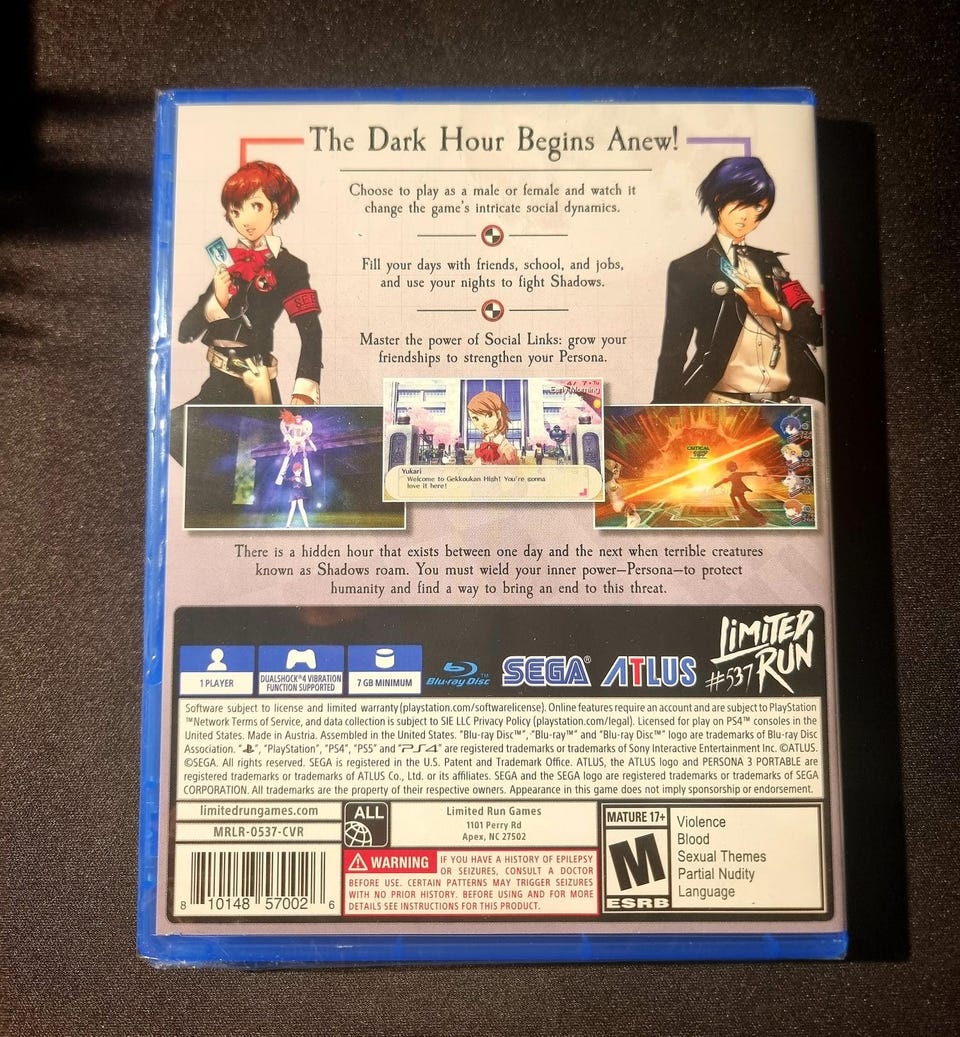 The Dark Hour Begins Anew!
Choose to play as a male or female and watch it
change the game's intricate social dynamics.
Fill your days with friends, school, and jobs,
and use your nights to fight Shadows.
Master the power of Social Links: grow your
friendships to strengthen your Persona.
4/ 7・Tu
Early Morning
Yukari
Welcome to Gekkoukan High! You're gonna
love it here!
CRITICAL
There is a hidden hour that exists between one day and the next when terrible creatures
known as Shadows roam. You must wield your inner power—Persona—to protect
humanity and find a way to bring an end to this threat.
LIMITED
RUN
#537
1 PLAYER
DUALSHOCK®4 VIBRATION
FUNCTION SUPPORTED
7 GB MINIMUM
Blu-ray Disc™
SEGA®
ATLUS
Software subject to license and limited warranty(playstation.com/softwarelicense). Online features require an account and are subject to PlayStation
™Network Terms of Service, and data collection is subject to SIE LLC Privacy Policy (playstation.com/legal). Licensed for play on PS4™ consoles in the
United States. Made in Austria. Assembled in the United States. "Blu-ray Disc™", "Blu-ray™" and "Blu-ray Disc™" logo are trademarks of Blu-ray Disc
Association. "PS", "PlayStation", "PS4", "PS5" and "PS4" are registered trademarks or trademarks of Sony Interactive Entertainment Inc. ©ATLUS.
©SEGA. All rights reserved. SEGA is registered in the U.S. Patent and Trademark Office. ATLUS, the ATLUS logo and PERSONA 3 PORTABLE are
registered trademarks or trademarks of ATLUS Co., Ltd. or its affiliates. SEGA and the SEGA logo are registered trademarks or trademarks of SEGA
CORPORATION. All trademarks are the property of their respective owners. Appearance in this game does not imply sponsorship or endorsement.
limitedrungames.com
MRLR-0537-CVR
ALL
Limited Run Games
1101 Perry Rd
Apex, NC 27502
8 10148 57002 6
WARNING IF YOU HAVE A HISTORY OF EPILEPSY
OR SEIZURES, CONSULT A DOCTOR
BEFORE USE. CERTAIN PATTERNS MAY TRIGGER SEIZURES
WITH NO PRIOR HISTORY. BEFORE USING AND FOR MORE
DETAILS SEE INSTRUCTIONS FOR THIS PRODUCT.
MATURE 17+
M
ESRB
Violence
Blood
Sexual Themes
Partial Nudity
Language